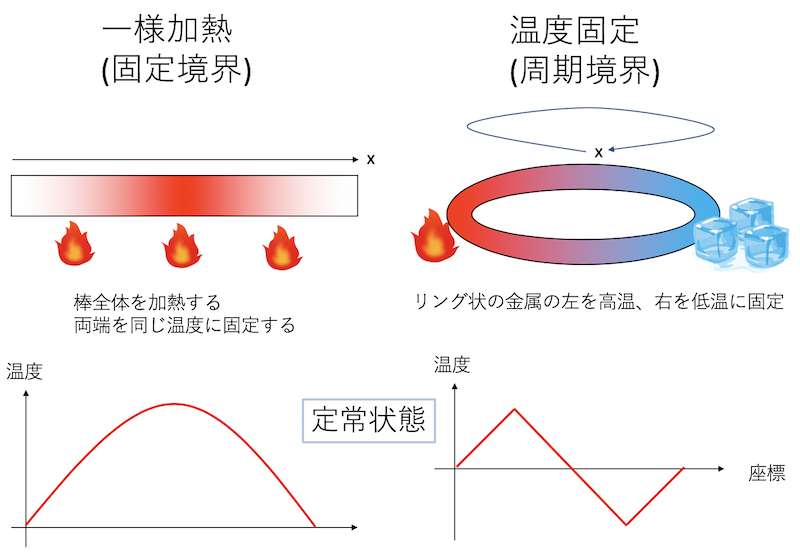 一様加熱
(固定境界)
温度固定
(周期境界)
x
x
棒全体を加熱する
両端を同じ温度に固定する
リング状の金属の左を高温、右を低温に固定
温度
温度
定常状態
座標